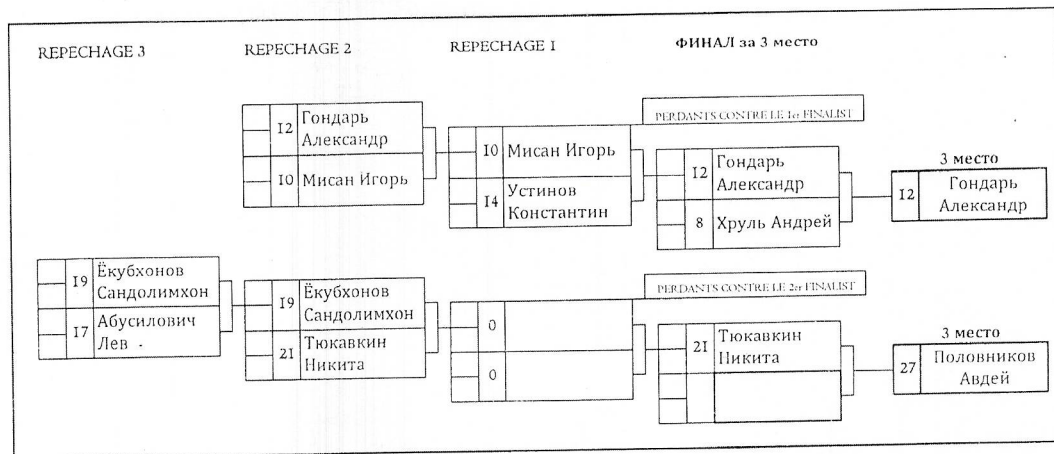 REPECHAGE 3
REPECHAGE 2
REPECHAGE 1
ФИНАЛ за 3 место
PERDANTS CONTRE LE 1er FINALIST
12
Гондарь
Александр
10
Мисан Игорь
10
Мисан Игорь
14
Устинов
Константин
12
Гондарь
Александр
8
Хруль Андрей
3 место
12
Гондарь
Александр
PERDANTS CONTRE LE 2er FINALIST
19
Ёкубхонов
Сандолимхон
17
Абусилович
Лев
19
Ёкубхонов
Сандолимхон
21
Тюкавкин
Никита
0
0
21
Тюкавкин
Никита
3 место
27
Половников
Авдей